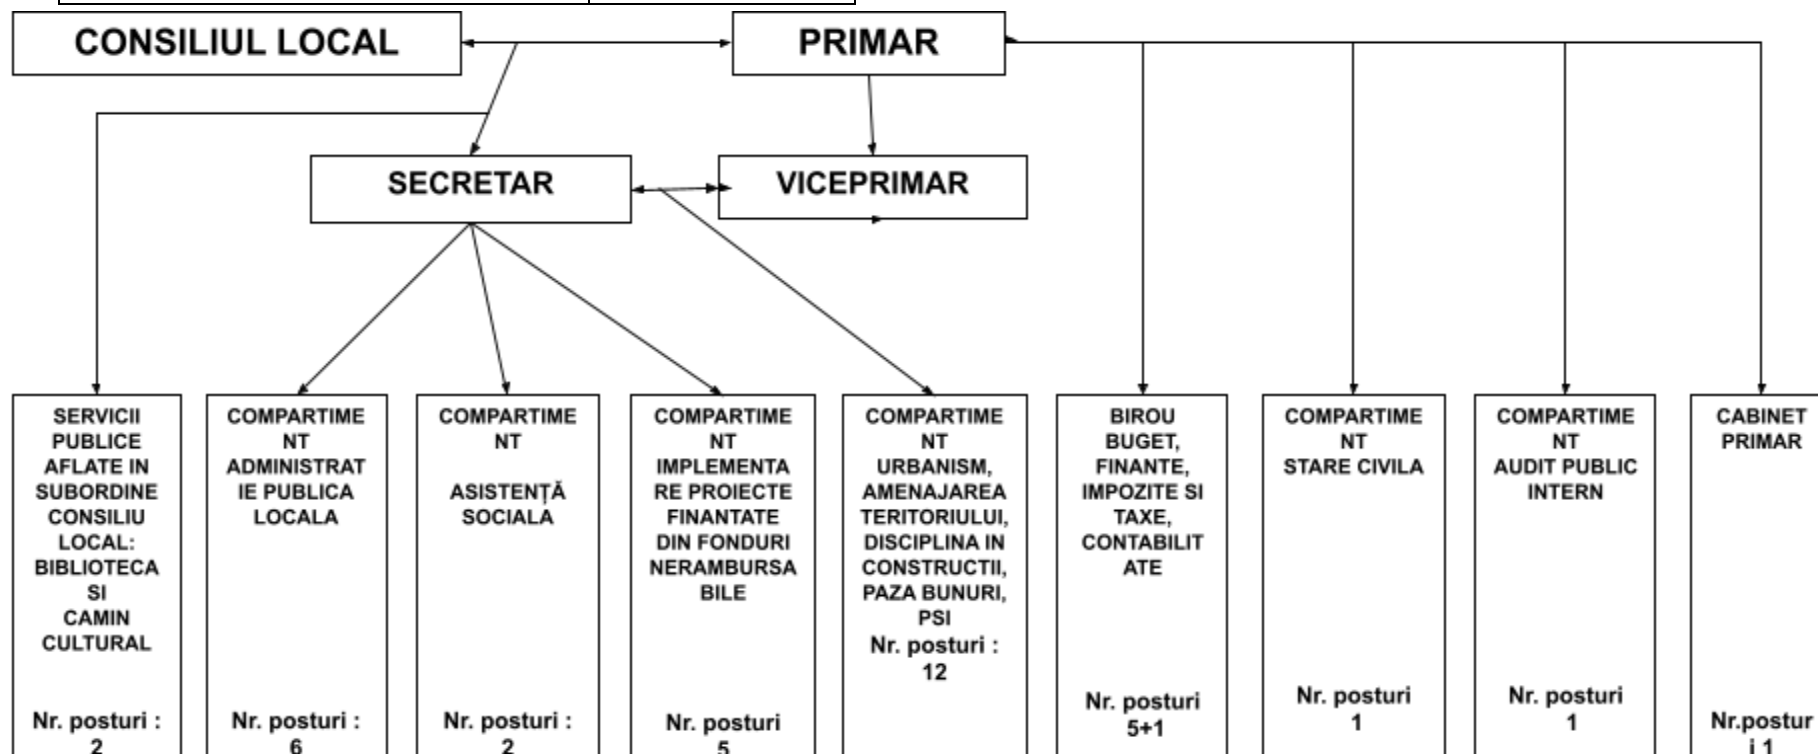 CONSILIUL LOCAL
PRIMAR
SECRETAR
VICEPRIMAR
SERVICII
PUBLICE
AFLATE IN
SUBORDINE
CONSILIU
LOCAL:
BIBLIOTECA
SI
CAMIN
CULTURAL
Nr. posturi :
2
COMPARTIME
NT
ADMINISTRAT
IE PUBLICA
LOCALA
Nr. posturi :
6
COMPARTIME
NT
ASISTENȚĂ
SOCIALA
Nr. posturi :
2
COMPARTIME
NT
IMPLEMENTA
RE PROIECTE
FINANTATE
DIN FONDURI
NERAMBURSA
BILE
Nr. posturi
5
COMPARTIME
NT
URBANISM,
AMENAJAREA
TERITORIULUI,
DISCIPLINA IN
CONSTRUCTII,
PAZA BUNURI,
PSI
Nr. posturi :
12
BIROU
BUGET,
FINANTE,
IMPOZITE SI
TAXE,
CONTABILIT
ATE
Nr. posturi
5+1
COMPARTIME
NT
STARE CIVILA
Nr. posturi
1
COMPARTIME
NT
AUDIT PUBLIC
INTERN
Nr. posturi
1
CABINET
PRIMAR
Nr.postur
i 1